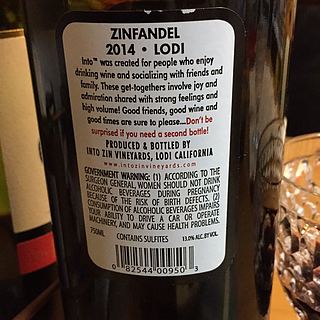 ZINFANDEL
2014 • LODI
Into™ was created for people who enjoy
drinking wine and socializing with friends and
family. These get-togethers involve joy and
admiration shared with strong feelings and
high volume! Good friends, good wine and
good times are sure to please....Don't be
surprised if you need a second bottle!
PRODUCED & BOTTLED BY
INTO ZIN VINEYARDS, LODI CALIFORNIA
www.intozinvineyards.com
GOVERNMENT WARNING: (1) ACCORDING TO THE
SURGEON GENERAL, WOMEN SHOULD NOT DRINK
ALCOHOLIC BEVERAGES DURING PREGNANCY
BECAUSE OF THE RISK OF BIRTH DEFECTS. (2)
CONSUMPTION OF ALCOHOLIC BEVERAGES IMPAIRS
YOUR ABILITY TO DRIVE A CAR OR OPERATE
MACHINERY, AND MAY CAUSE HEALTH PROBLEMS.
750ML CONTAINS SULFITES 13.0% ALC. BY VOL.
0 82544 00950 3